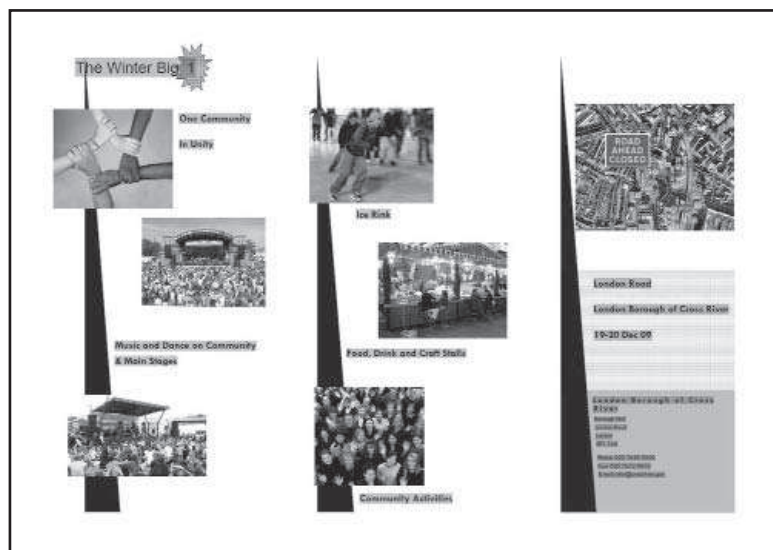 The Winter Big 1
One Community
In Unity
Music and Dance on Community
& Main Stages
Ice Rink
Food, Drink and Craft Stalls
Community Activities
ROAD
AHEAD
CLOSED
London Road
London Borough of Cross River
19-20 Dec 09
London Borough of Cross
River